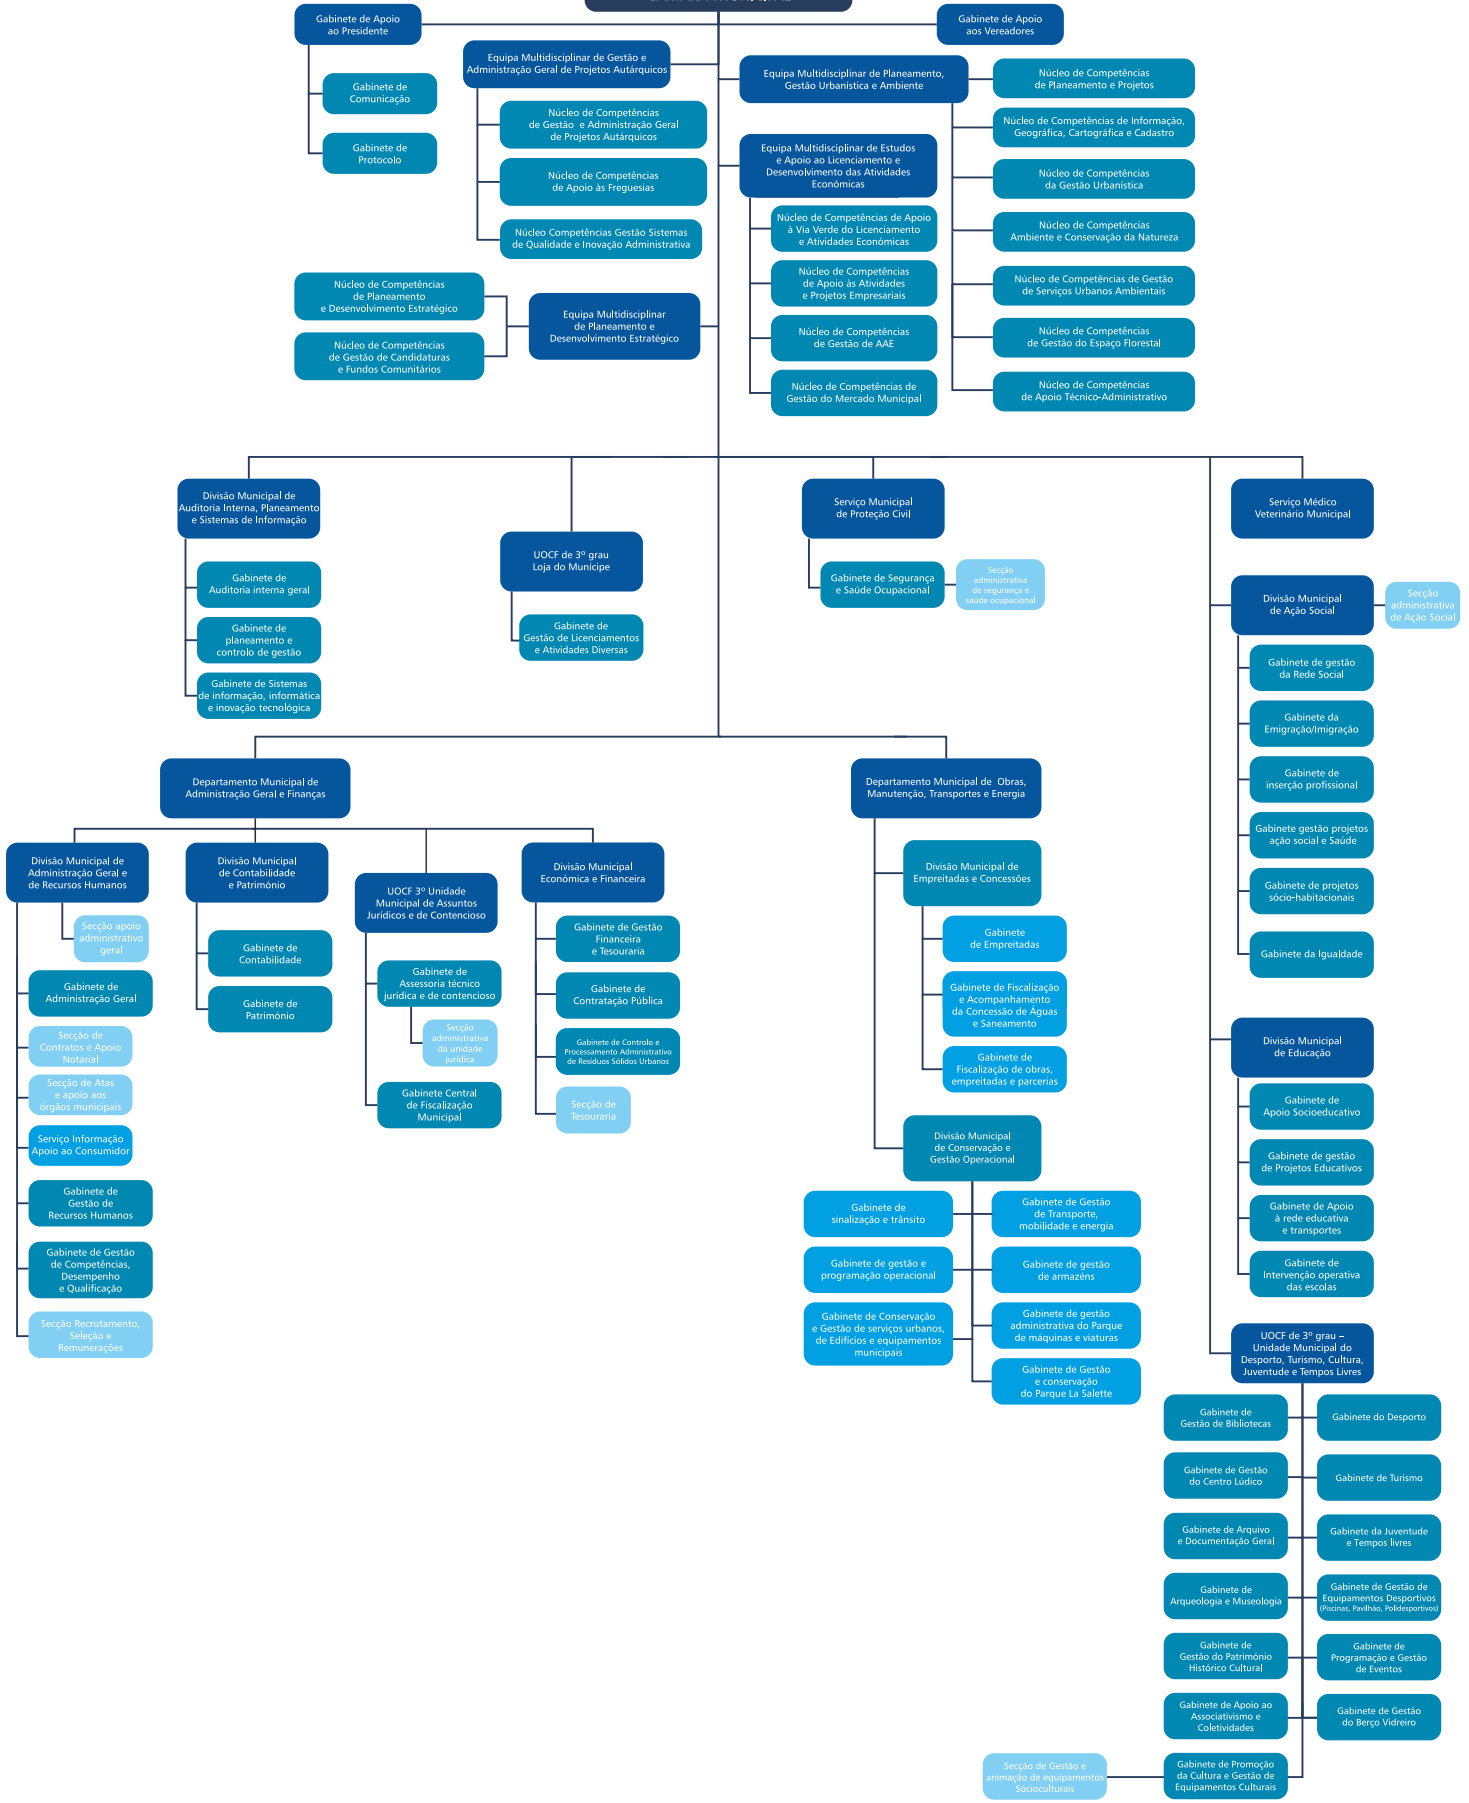 Gabinete de Apoio
ao Presidente
Gabinete de Apoio
aos Vereadores
Gabinete de
Comunicação
Gabinete de
Protocolo
Equipa Multidisciplinar de Gestão e
Administração Geral de Projetos Autárquicos
Núcleo de Competências
de Gestão e Administração Geral
de Projetos Autárquicos
Núcleo de Competências
de Apoio às Freguesias
Núcleo Competências Gestão Sistemas
de Qualidade e Inovação Administrativa
Equipa Multidisciplinar de Planeamento,
Gestão Urbanística e Ambiente
Núcleo de Competências
de Planeamento e Projetos
Núcleo de Competências de Informação,
Geográfica, Cartográfica e Cadastro
Núcleo de Competências
da Gestão Urbanística
Núcleo de Competências
Ambiente e Conservação da Natureza
Núcleo de Competências de Gestão
de Serviços Urbanos Ambientais
Núcleo de Competências
de Gestão do Espaço Florestal
Núcleo de Competências
de Apoio Técnico-Administrativo
Equipa Multidisciplinar de Estudos
e Apoio ao Licenciamento e
Desenvolvimento das Atividades
Económicas
Núcleo de Competências de Apoio
à Via Verde do Licenciamento
e Atividades Económicas
Núcleo de Competências
de Apoio às Atividades
e Projetos Empresariais
Núcleo de Competências
de Gestão de AAE
Núcleo de Competências de
Gestão do Mercado Municipal
Núcleo de Competências
de Planeamento
e Desenvolvimento Estratégico
Núcleo de Competências
de Gestão de Candidaturas
e Fundos Comunitários
Equipa Multidisciplinar
de Planeamento e
Desenvolvimento Estratégico
Divisão Municipal de
Auditoria Interna, Planeamento
e Sistemas de Informação
Gabinete de
Auditoria interna geral
Gabinete de
planeamento e
controlo de gestão
Gabinete de Sistemas
de informação, informática
e inovação tecnológica
UOCF de 3º grau
Loja do Munícipe
Gabinete de
Gestão de Licenciamentos
e Atividades Diversas
Serviço Municipal
de Proteção Civil
Gabinete de Segurança
e Saúde Ocupacional
Secção
administrativa
de segurança e
saúde ocupacional
Serviço Médico
Veterinário Municipal
Divisão Municipal
de Ação Social
Secção
administrativa
de Ação Social
Gabinete de gestão
da Rede Social
Gabinete da
Emigração/Imigração
Gabinete de
inserção profissional
Gabinete gestão projetos
ação social e Saúde
Gabinete de projetos
sócio-habitacionais
Gabinete da Igualdade
Divisão Municipal
de Educação
Gabinete de
Apoio Socioeducativo
Gabinete de gestão
de Projetos Educativos
Gabinete de Apoio
à rede educativa
e transportes
Gabinete de
Intervenção operativa
das escolas
UOCF de 3º grau –
Unidade Municipal do
Desporto, Turismo, Cultura,
Juventude e Tempos Livres
Gabinete de
Gestão de Bibliotecas
Gabinete do Desporto
Gabinete de Gestão
do Centro Lúdico
Gabinete de Turismo
Gabinete de Arquivo
e Documentação Geral
Gabinete da Juventude
e Tempos livres
Gabinete de
Arqueologia e Museologia
Gabinete de Gestão de
Equipamentos Desportivos
(Piscinas, Pavilhão, Polidesportivos)
Gabinete de
Gestão do Património
Histórico Cultural
Gabinete de
Programação e Gestão
de Eventos
Gabinete de Apoio ao
Associativismo e
Coletividades
Gabinete de Gestão
do Berço Vidreiro
Secção de Gestão e
animação de equipamentos
Sócioculturais
Gabinete de Promoção
da Cultura e Gestão de
Equipamentos Culturais
Departamento Municipal de
Administração Geral e Finanças
Divisão Municipal de
Administração Geral e
de Recursos Humanos
Secção apoio
administrativo
geral
Gabinete de
Administração Geral
Secção de
Contratos e Apoio
Notarial
Secção de Atas
e apoio aos
órgãos municipais
Serviço Informação
Apoio ao Consumidor
Gabinete de
Gestão de
Recursos Humanos
Gabinete de Gestão
de Competências,
Desempenho
e Qualificação
Secção Recrutamento,
Seleção e
Remunerações
Divisão Municipal
de Contabilidade
e Património
Gabinete de
Contabilidade
Gabinete de
Património
UOCF 3º Unidade
Municipal de Assuntos
Jurídicos e de Contencioso
Gabinete de
Assessoria técnico
jurídica e de contencioso
Secção
administrativa
da unidade
jurídica
Gabinete Central
de Fiscalização
Municipal
Divisão Municipal
Económica e Financeira
Gabinete de Gestão
Financeira
e Tesouraria
Gabinete de
Contratação Pública
Gabinete de Controlo e
Processamento Administrativo
de Resíduos Sólidos Urbanos
Secção de
Tesouraria
Departamento Municipal de Obras,
Manutenção, Transportes e Energia
Divisão Municipal de
Empreitadas e Concessões
Gabinete
de Empreitadas
Gabinete de Fiscalização
e Acompanhamento
da Concessão de Águas
e Saneamento
Gabinete de
Fiscalização de obras,
empreitadas e parcerias
Divisão Municipal
de Conservação e
Gestão Operacional
Gabinete de
sinalização e trânsito
Gabinete de Gestão
de Transporte,
mobilidade e energia
Gabinete de gestão e
programação operacional
Gabinete de gestão
de armazéns
Gabinete de Conservação
e Gestão de serviços urbanos,
de Edifícios e equipamentos
municipais
Gabinete de gestão
administrativa do Parque
de máquinas e viaturas
Gabinete de Gestão
e conservação
do Parque La Salette